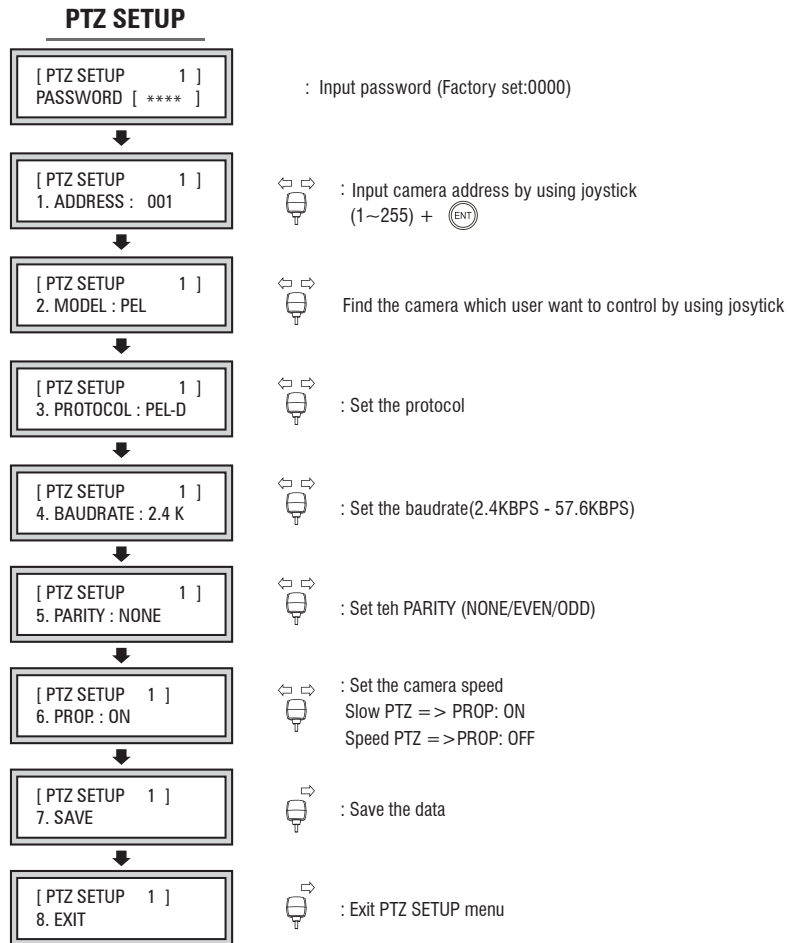 PTZ SETUP
[ PTZ SETUP 1 ]
PASSWORD [ **** ]
: Input password (Factory set:0000)
[ PTZ SETUP 1 ]
1. ADDRESS : 001
: Input camera address by using joystick
(1~255) + ENT
[ PTZ SETUP 1 ]
2. MODEL : PEL
Find the camera which user want to control by using josytick
[ PTZ SETUP 1 ]
3. PROTOCOL : PEL-D
: Set the protocol
[ PTZ SETUP 1 ]
4. BAUDRATE : 2.4 K
: Set the baudrate(2.4KBPS - 57.6KBPS)
[ PTZ SETUP 1 ]
5. PARITY : NONE
: Set teh PARITY (NONE/EVEN/ODD)
[ PTZ SETUP 1 ]
6. PROP. : ON
: Set the camera speed
Slow PTZ => PROP: ON
Speed PTZ =>PROP: OFF
[ PTZ SETUP 1 ]
7. SAVE
: Save the data
[ PTZ SETUP 1 ]
8. EXIT
: Exit PTZ SETUP menu